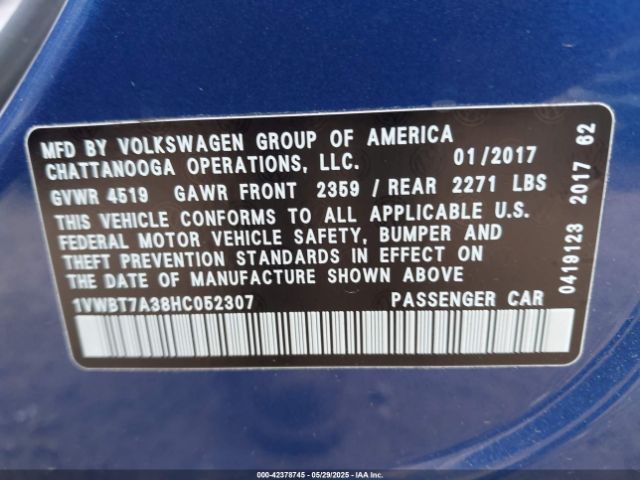 MFD BY VOLKSWAGEN GROUP OF AMERICA
CHATTANOOGA OPERATIONS, LLC. 01/2017
GVWR 4519 GAWR FRONT 2359 / REAR 2271 LBS
THIS VEHICLE CONFORMS TO ALL APPLICABLE U.S.
FEDERAL MOTOR VEHICLE SAFETY, BUMPER AND
THEFT PREVENTION STANDARDS IN EFFECT ON
THE DATE OF MANUFACTURE SHOWN ABOVE
1VWBT7A38HC052307 PASSENGER CAR
0419123 2017 62
000-42378745 - 05/29/2025 - COPYRIGHT IAA, LLC.